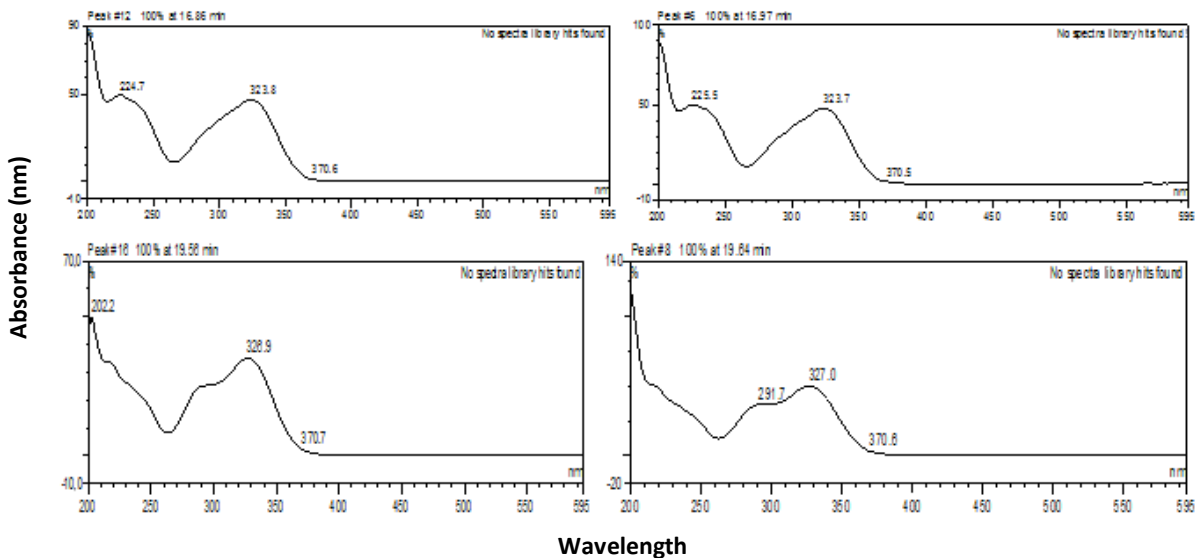 Peak #12 100% at 16.86 min
No spectra library hits found
90
%
50
-10
224.7
323.8
370.6
nm
200 250 300 350 400 450 500 550 595
Peak #6 100% at 16.97 min
No spectra library hits found!
100
%
50
-10
225.5
323.7
370.5
nm
200 250 300 350 400 450 500 550 595
Absorbance (nm)
Peak #16 100% at 19.56 min
No spectra library hits found
70,0
%
-10,0
202.2
326.9
370.7
nm
200 250 300 350 400 450 500 550 595
Peak #8 100% at 19.64 min
No spectra library hits found
14.0
%
-20
291.7
327.0
370.6
nm
200 250 300 350 400 450 500 550 595
Wavelength